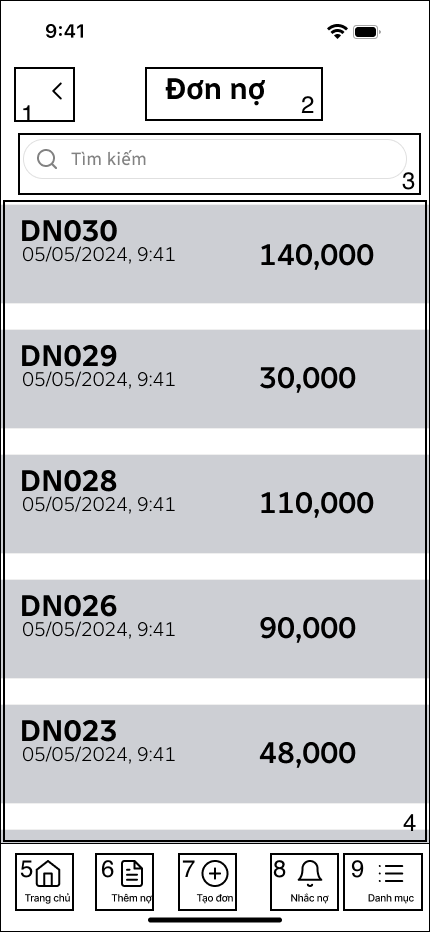 9:41
1
Đơn nợ
2
Tìm kiếm
3
DN030
05/05/2024, 9:41
140,000
DN029
05/05/2024, 9:41
30,000
DN028
05/05/2024, 9:41
110,000
DN026
05/05/2024, 9:41
90,000
DN023
05/05/2024, 9:41
48,000
4
5
Trang chủ
6
Thêm nợ
7
Tạo đơn
8
Nhắc nợ
9
Danh mục